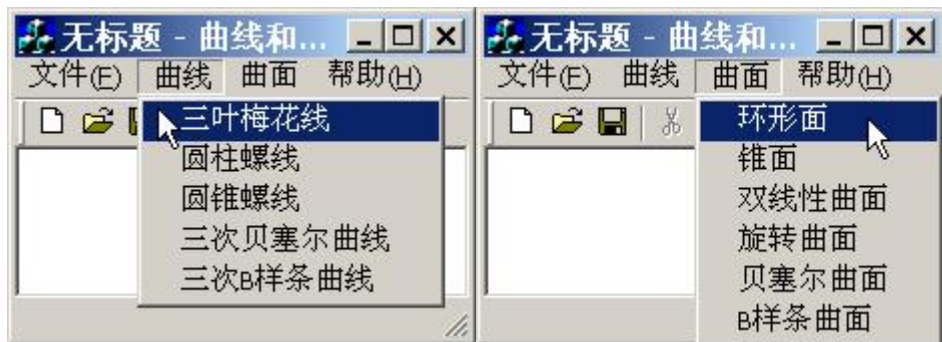 无标题 - 曲线和...
文件(F) 曲线 曲面 帮助(H)
三叶梅花线
圆柱螺线
圆锥螺线
三次贝塞尔曲线
三次B样条曲线
无标题 - 曲线和...
文件(F) 曲线 曲面 帮助(H)
环形面
锥面
双线性曲面
旋转曲面
贝塞尔曲面
B样条曲面